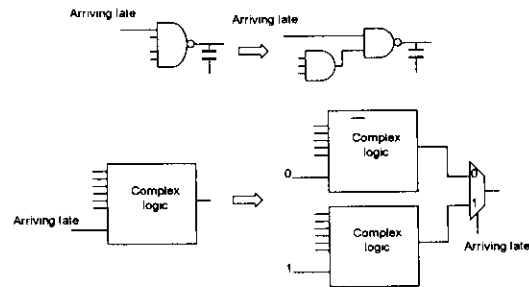 Arriving late
Arriving late
Complex
logic
0
0
Complex
logic
Arriving late
Complex
logic
1
1
Arriving late